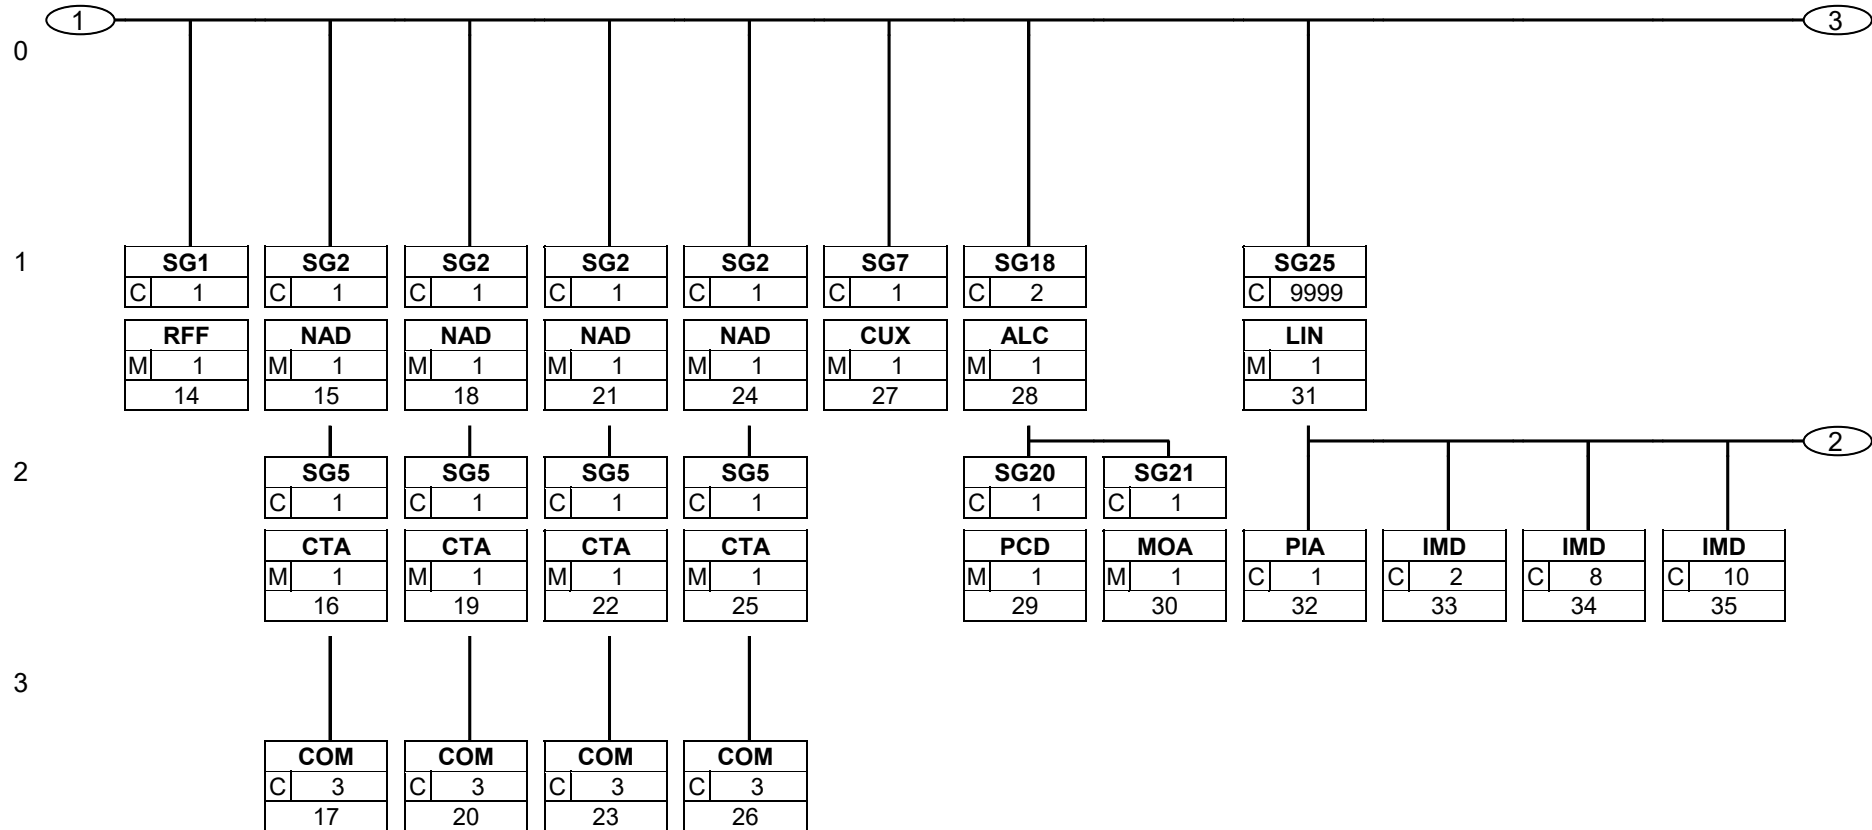 1 3
0
1 SG1 SG2 SG2 SG2 SG2 SG7 SG18 SG25
C 1 C 1 C 1 C 1 C 1 C 1 C 2 C 9999
RFF NAD NAD NAD NAD CUX ALC LIN
M 1 M 1 M 1 M 1 M 1 M 1 M 1 M 1
14 15 18 21 24 27 28 31
2
2 SG5 SG5 SG5 SG5 SG20 SG21
C 1 C 1 C 1 C 1 C 1 C 1
CTA CTA CTA CTA PCD MOA PIA IMD IMD IMD
M 1 M 1 M 1 M 1 M 1 M 1 C 1 C 2 C 8 C 10
16 19 22 25 29 30 32 33 34 35
3
COM COM COM COM
C 3 C 3 C 3 C 3
17 20 23 26